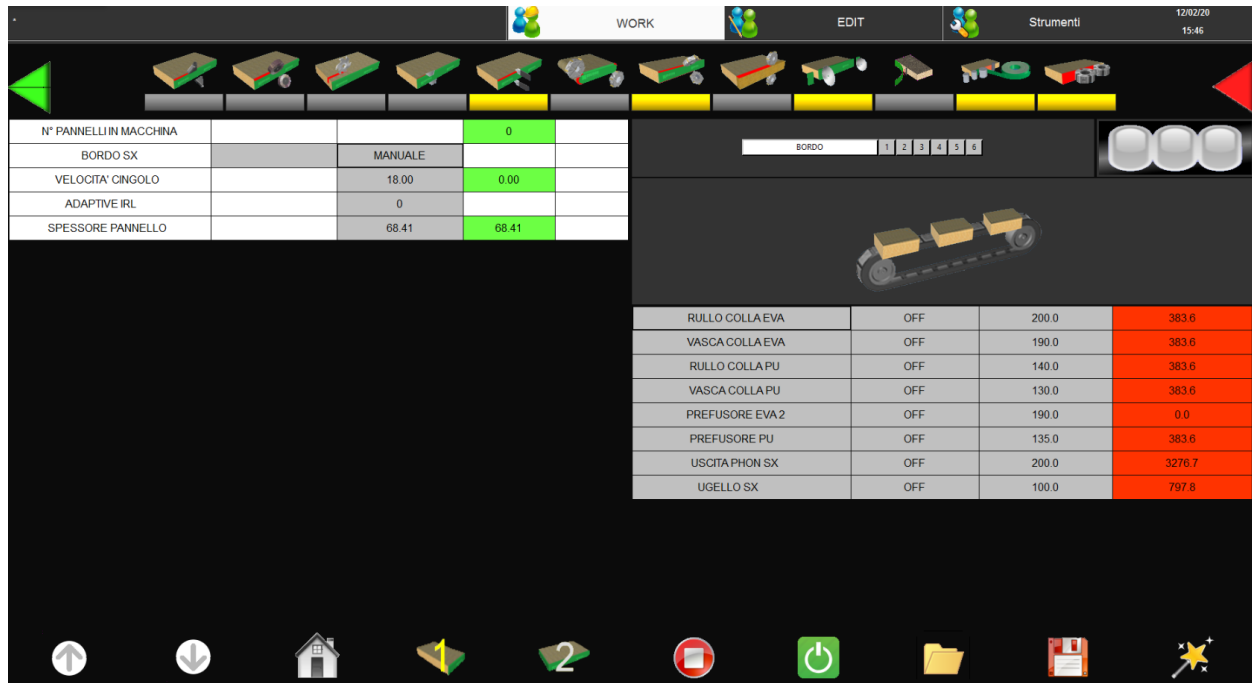 .
WORK
EDIT
Strumenti
12/02/20
15:46
N° PANNELLI IN MACCHINA 0
BORDO SX MANUALE
VELOCITA' CINGOLO 18.00 0.00
ADAPTIVE IRL 0
SPESSORE PANNELLO 68.41 68.41
BORDO 1 2 3 4 5 6
RULLO COLLA EVA OFF 200.0 383.6
VASCA COLLA EVA OFF 190.0 383.6
RULLO COLLA PU OFF 140.0 383.6
VASCA COLLA PU OFF 130.0 383.6
PREFUSORE EVA 2 OFF 190.0 0.0
PREFUSORE PU OFF 135.0 383.6
USCITA PHON SX OFF 200.0 3276.7
UGELLO SX OFF 100.0 797.8
1
2